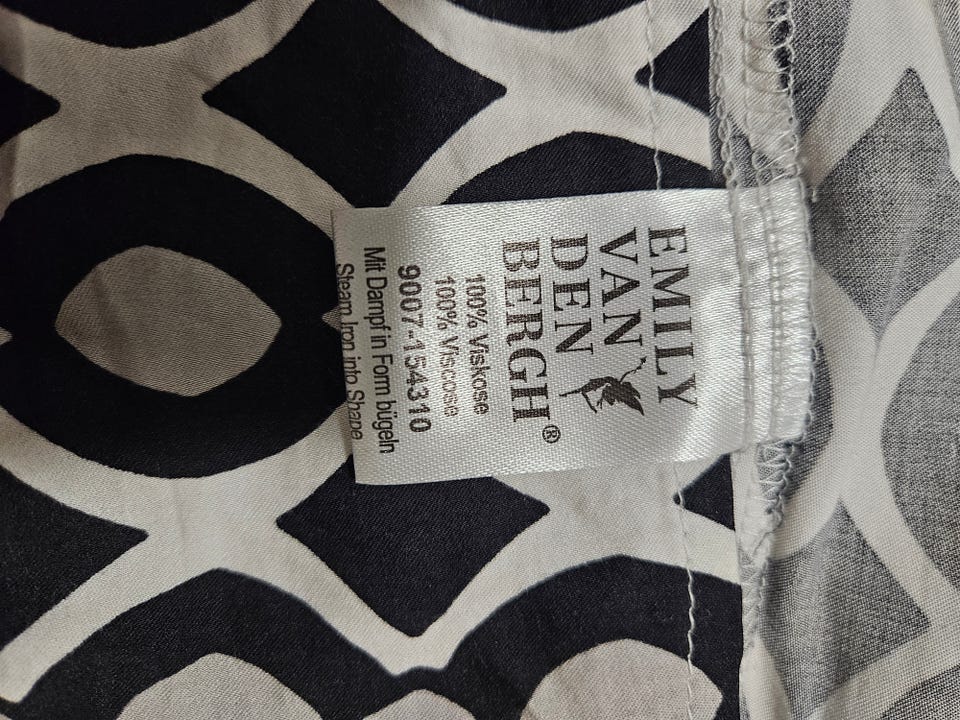 EMILY
VAN
DEN
BERGH®
100% Viskose
100% Viscose
9007-154310
Mit Dampf in Form bügeln
Steam Iron into Shape